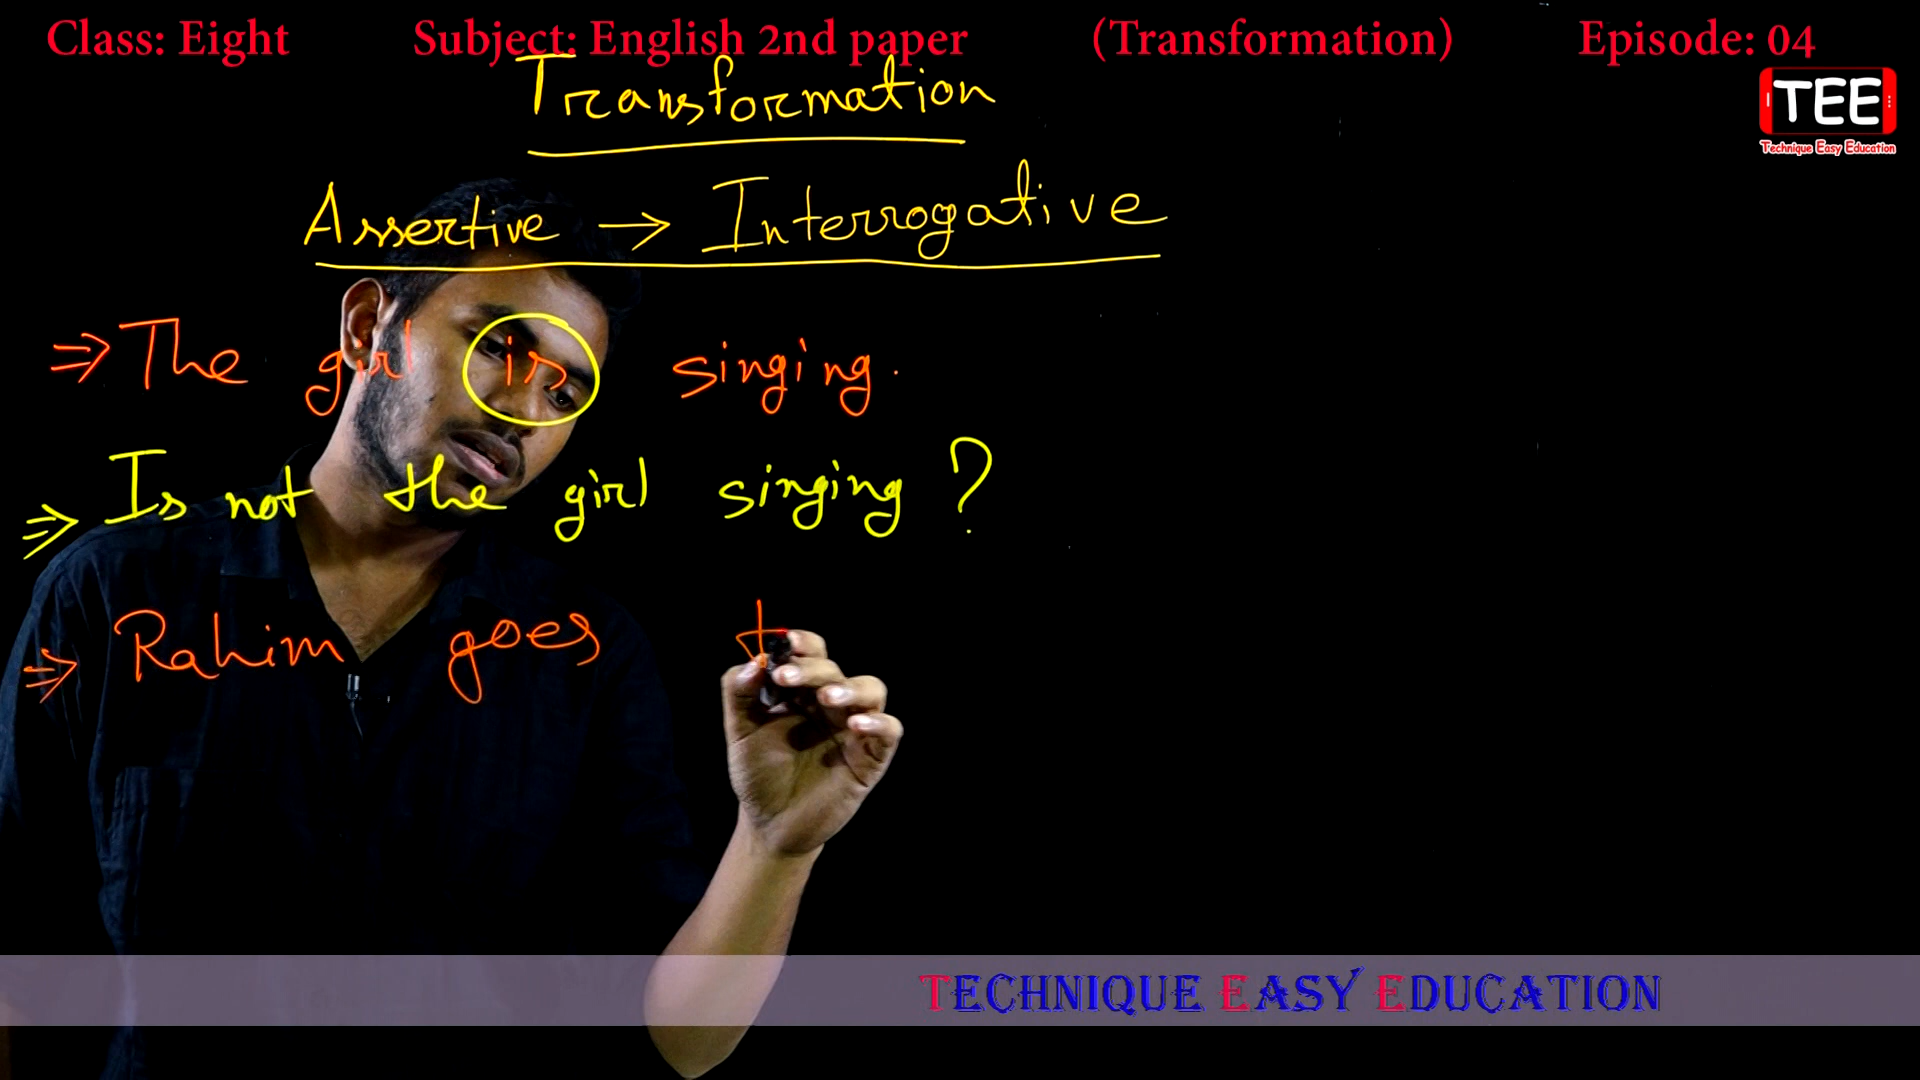 Class: Eight Subject: English 2nd paper (Transformation) Episode: 04
TEE
Technique Easy Education
Transformation
Assertive → Interrogative
⇒ The girl is singing.
⇒ Is not the girl singing ?
⇒ Rahim goes t
TECHNIQUE EASY EDUCATION